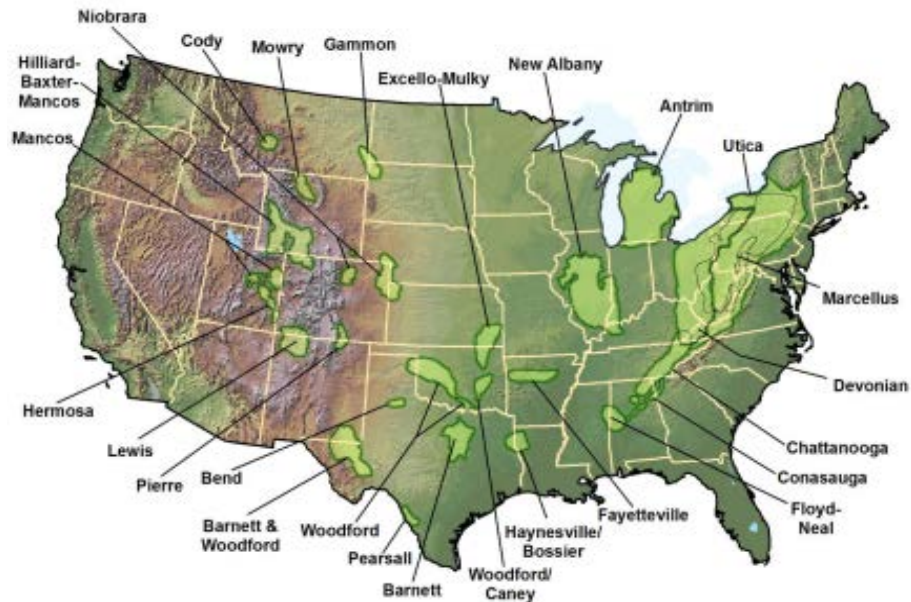 Niobrara
Cody
Mowry
Gammon
Hilliard-
Baxter-
Mancos
Excello-Mulky
New Albany
Antrim
Mancos
Utica
Marcellus
Devonian
Hermosa
Chattanooga
Lewis
Conasauga
Pierre
Bend
Floyd-
Neal
Barnett &
Woodford
Woodford
Pearsall
Barnett
Woodford/
Caney
Haynesville/
Bossier
Fayetteville